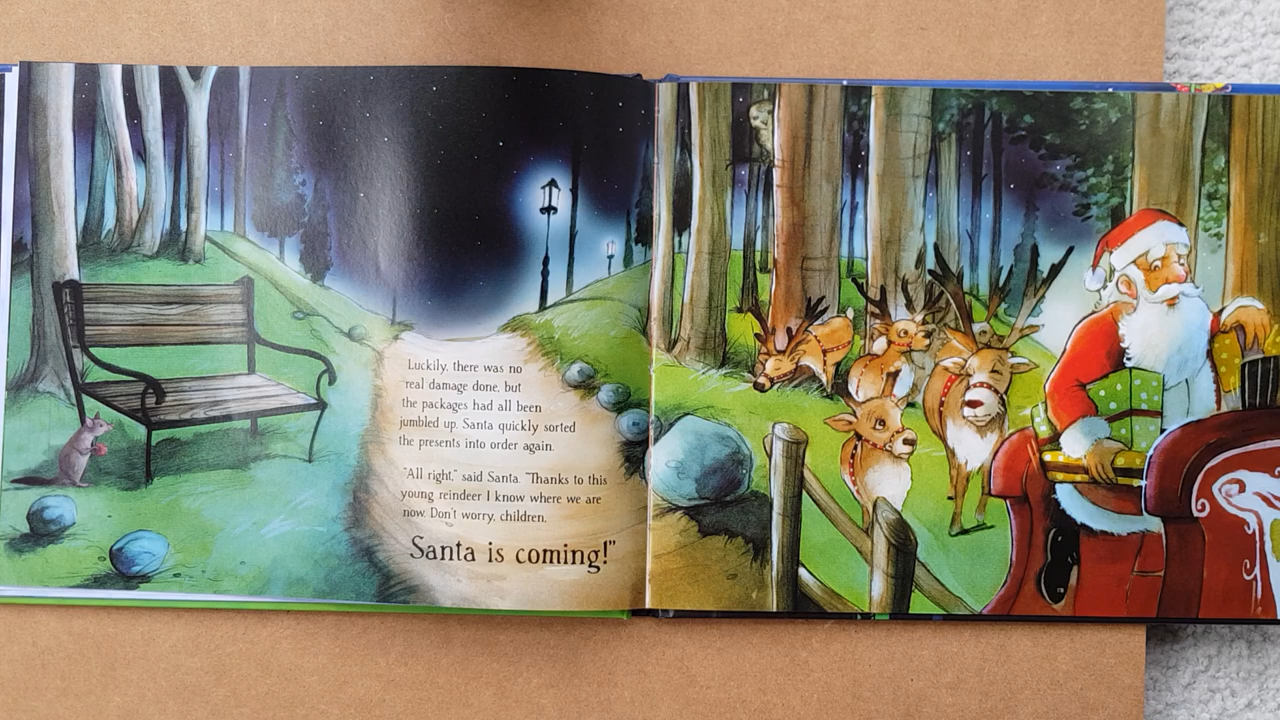 Luckily, there was no
real damage done, but
the packages had all been
jumbled up. Santa quickly sorted
the presents into order again.
"All right," said Santa. "Thanks to this
young reindeer I know where we are
now. Don't worry, children,
Santa is coming!"